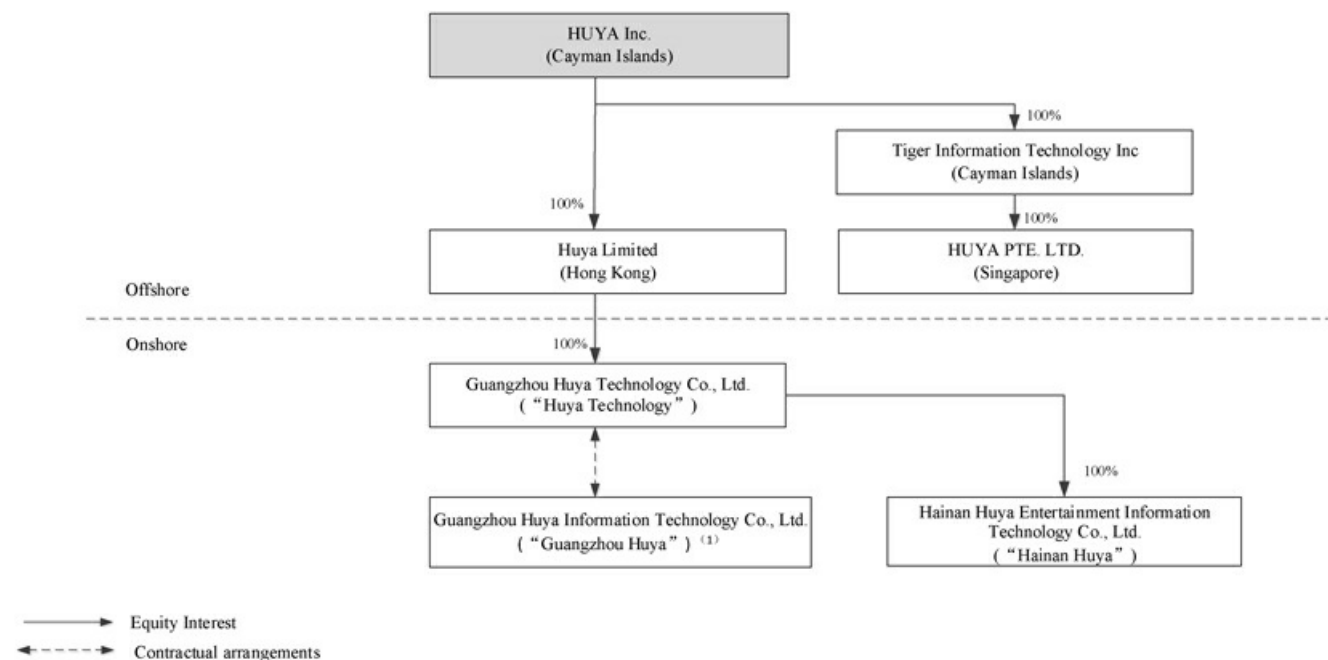 HUYA Inc.
(Cayman Islands)
100%
Tiger Information Technology Inc
(Cayman Islands)
100%
100%
Huya Limited
(Hong Kong)
HUYA PTE. LTD.
(Singapore)
Offshore
Onshore
100%
Guangzhou Huya Technology Co., Ltd.
(“Huya Technology”)
100%
Guangzhou Huya Information Technology Co., Ltd.
(“Guangzhou Huya”) (1)
Hainan Huya Entertainment Information
Technology Co., Ltd.
(“Hainan Huya”)
Equity Interest
Contractual arrangements